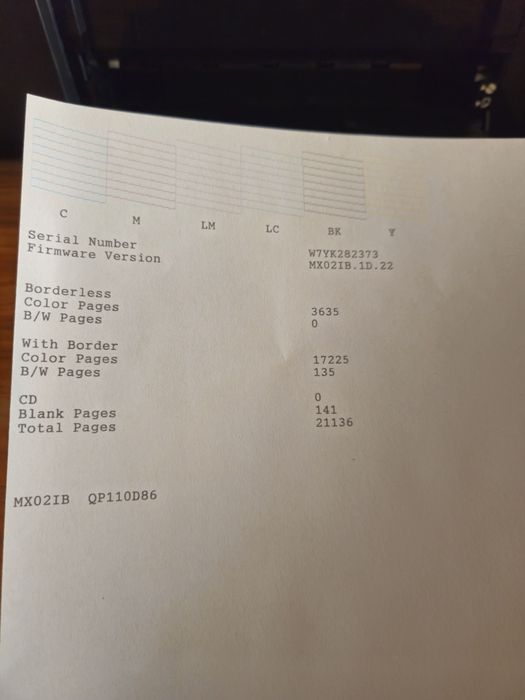 C M LM LC BK Y
Serial Number W7YK282373
Firmware Version MX02IB.1D.22
Borderless
Color Pages 3635
B/W Pages 0
With Border
Color Pages 17225
B/W Pages 135
CD 0
Blank Pages 141
Total Pages 21136
MX02IB QP110D86